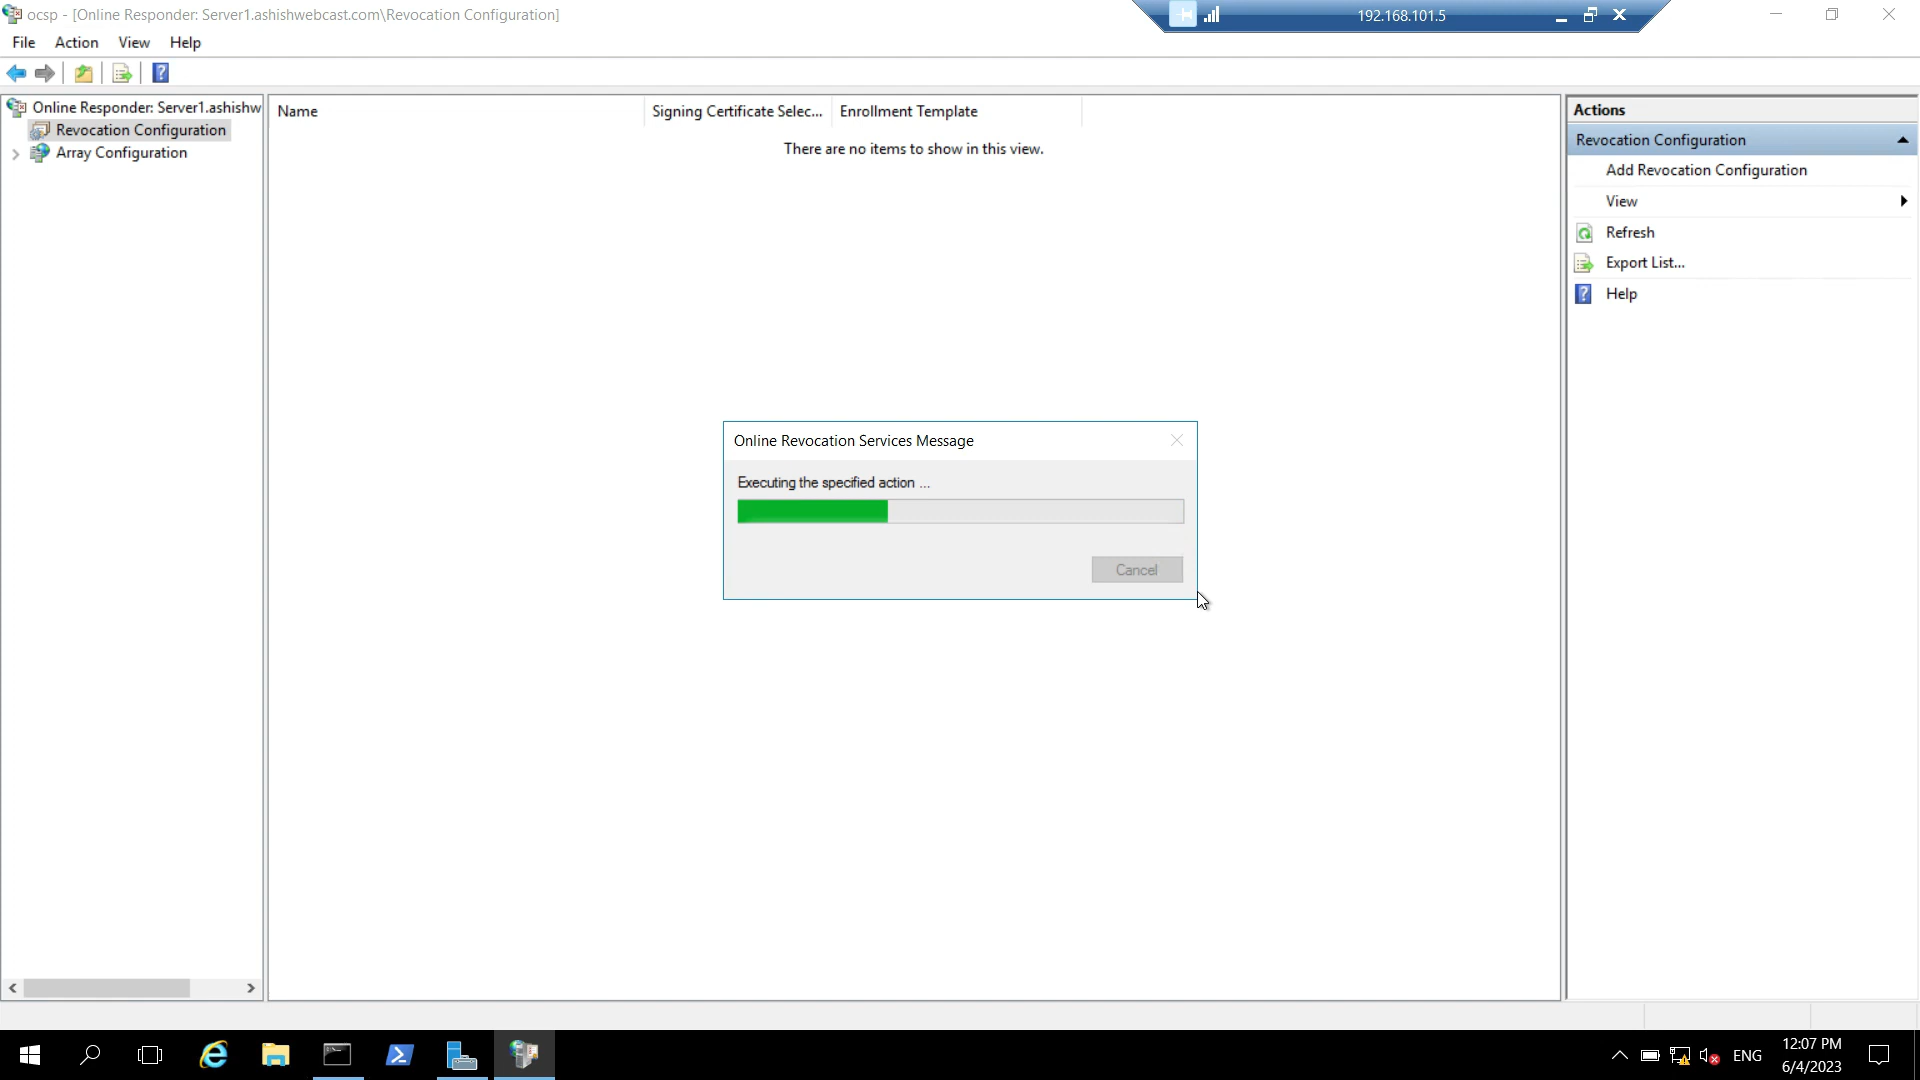 ocsp - [Online Responder: Server1.ashishwebcast.com\Revocation Configuration]
192.168.101.5
File Action View Help
Online Responder: Server1.ashishw
Revocation Configuration
Array Configuration
Name Signing Certificate Selec... Enrollment Template
There are no items to show in this view.
Actions
Revocation Configuration
Add Revocation Configuration
View
Refresh
Export List...
Help
Online Revocation Services Message
Executing the specified action ...
Cancel
ENG
12:07 PM
6/4/2023